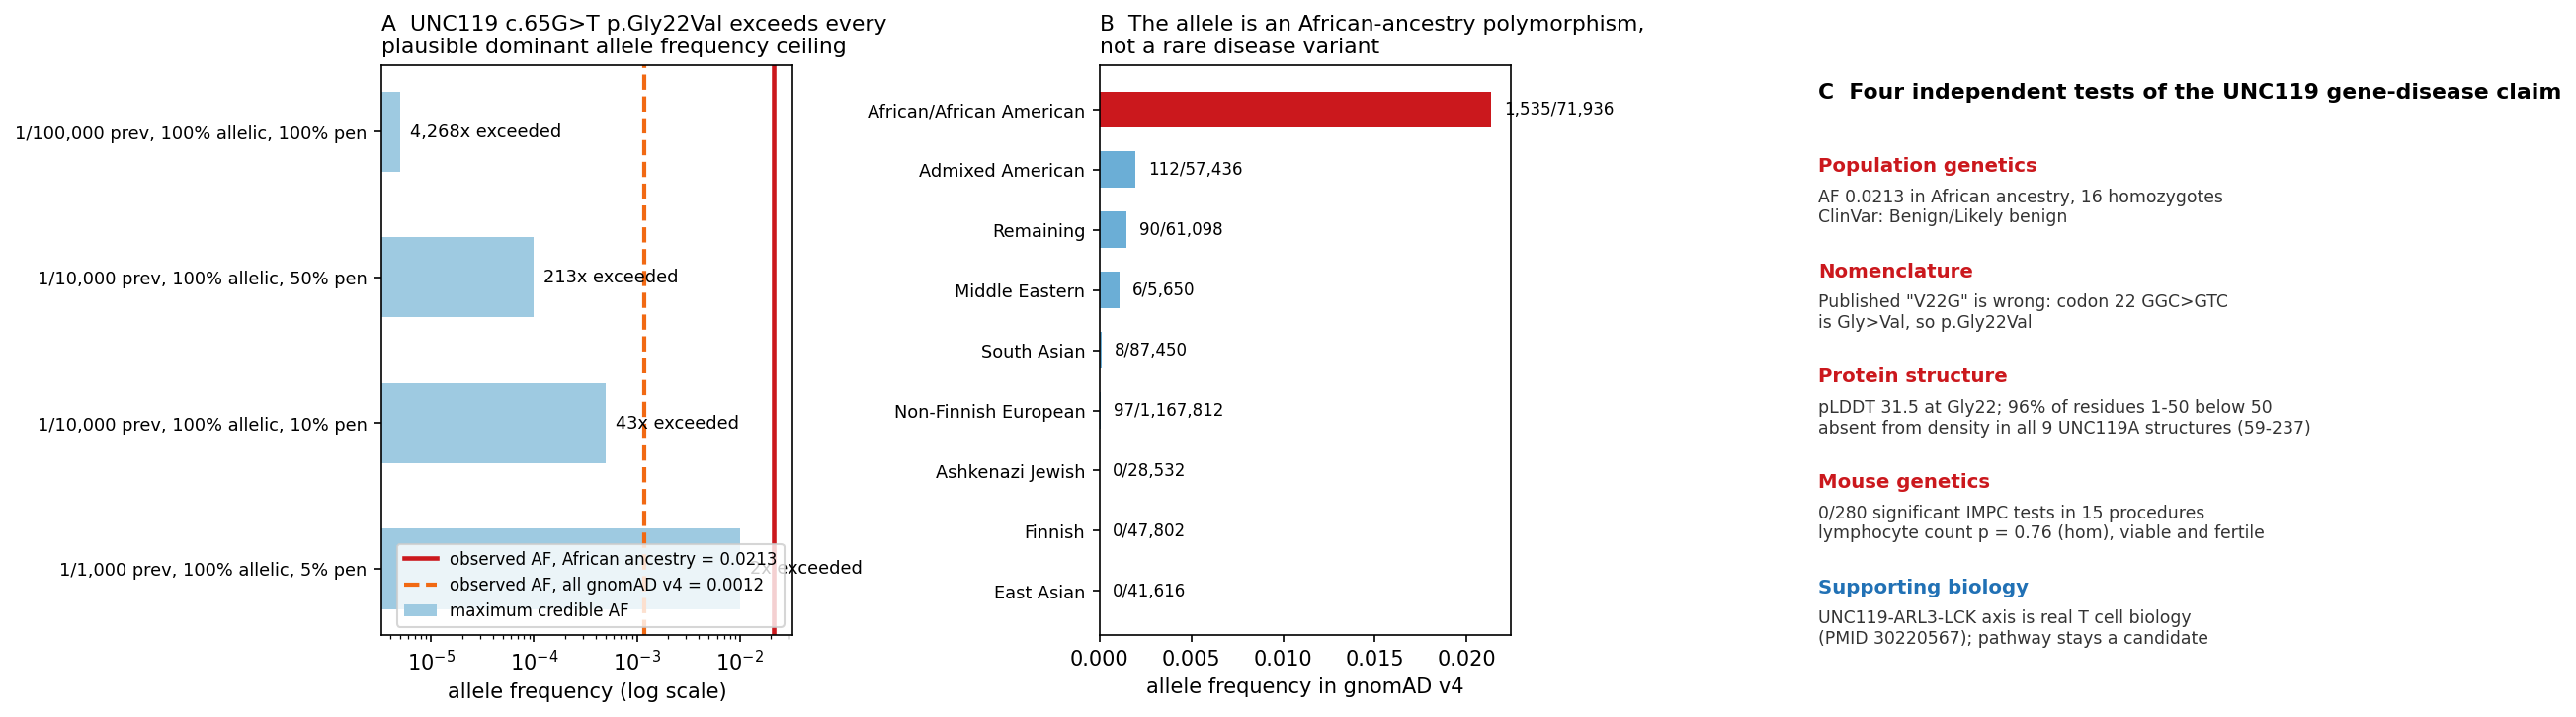 A  UNC119 c.65G>T p.Gly22Val exceeds every
plausible dominant allele frequency ceiling
1/100,000 prev, 100% allelic, 100% pen
4,268x exceeded
1/10,000 prev, 100% allelic, 50% pen
213x exceeded
1/10,000 prev, 100% allelic, 10% pen
43x exceeded
1/1,000 prev, 100% allelic, 5% pen
2x exceeded
observed AF, African ancestry = 0.0213
observed AF, all gnomAD v4 = 0.0012
maximum credible AF
10⁻⁵ 10⁻⁴ 10⁻³ 10⁻²
allele frequency (log scale)
B  The allele is an African-ancestry polymorphism,
not a rare disease variant
African/African American 1,535/71,936
Admixed American 112/57,436
Remaining 90/61,098
Middle Eastern 6/5,650
South Asian 8/87,450
Non-Finnish European 97/1,167,812
Ashkenazi Jewish 0/28,532
Finnish 0/47,802
East Asian 0/41,616
0.000 0.005 0.010 0.015 0.020
allele frequency in gnomAD v4
C  Four independent tests of the UNC119 gene-disease claim
Population genetics
AF 0.0213 in African ancestry, 16 homozygotes
ClinVar: Benign/Likely benign
Nomenclature
Published "V22G" is wrong: codon 22 GGC>GTC
is Gly>Val, so p.Gly22Val
Protein structure
pLDDT 31.5 at Gly22; 96% of residues 1-50 below 50
absent from density in all 9 UNC119A structures (59-237)
Mouse genetics
0/280 significant IMPC tests in 15 procedures
lymphocyte count p = 0.76 (hom), viable and fertile
Supporting biology
UNC119-ARL3-LCK axis is real T cell biology
(PMID 30220567); pathway stays a candidate